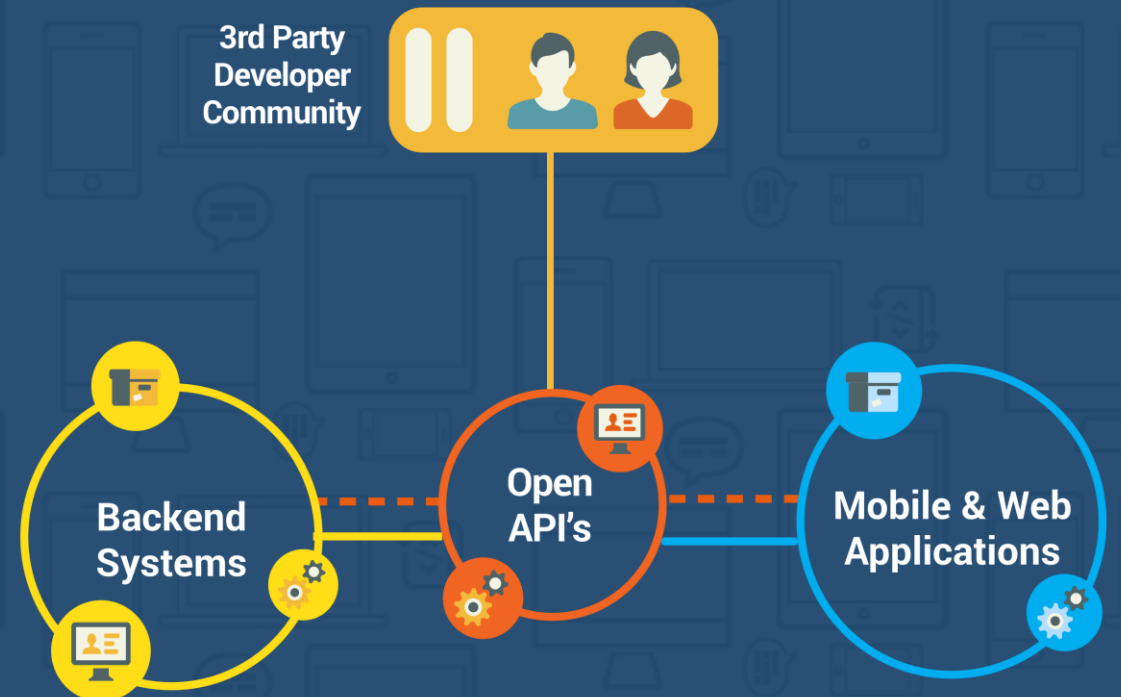 3rd Party
Developer
Community
Backend
Systems
Open
API's
Mobile & Web
Applications